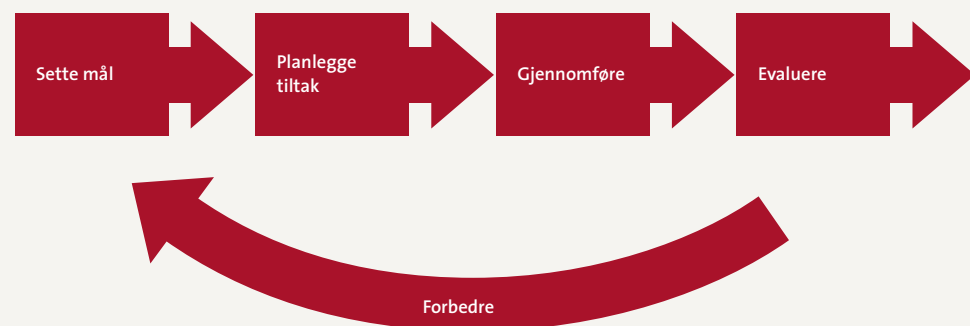 Sette mål
Planlegge
tiltak
Gjennomføre
Evaluere
Forbedre